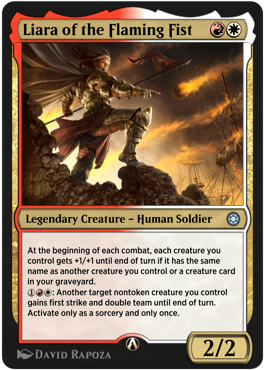 Liara of the Flaming Fist
Legendary Creature – Human Soldier
At the beginning of each combat, each creature you
control gets +1/+1 until end of turn if it has the same
name as another creature you control or a creature card
in your graveyard.
1: Another target nontoken creature you control
gains first strike and double team until end of turn.
Activate only as a sorcery and only once.
David Rapoza
2/2